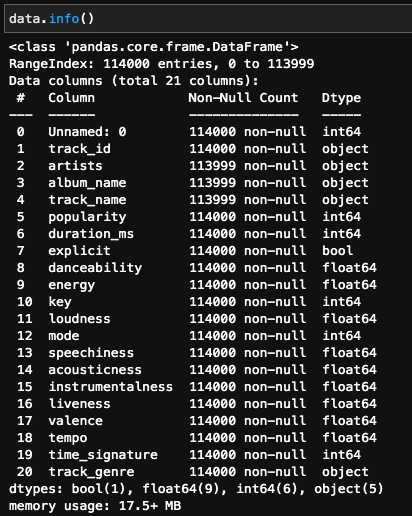 data.info()
<class 'pandas.core.frame.DataFrame'>
RangeIndex: 114000 entries, 0 to 113999
Data columns (total 21 columns):
 #   Column            Non-Null Count   Dtype
---  ------            --------------   -----
 0   Unnamed: 0        114000 non-null  int64
 1   track_id          114000 non-null  object
 2   artists           113999 non-null  object
 3   album_name        113999 non-null  object
 4   track_name        113999 non-null  object
 5   popularity        114000 non-null  int64
 6   duration_ms       114000 non-null  int64
 7   explicit          114000 non-null  bool
 8   danceability      114000 non-null  float64
 9   energy            114000 non-null  float64
 10  key               114000 non-null  int64
 11  loudness          114000 non-null  float64
 12  mode              114000 non-null  int64
 13  speechiness       114000 non-null  float64
 14  acousticness      114000 non-null  float64
 15  instrumentalness  114000 non-null  float64
 16  liveness          114000 non-null  float64
 17  valence           114000 non-null  float64
 18  tempo             114000 non-null  float64
 19  time_signature    114000 non-null  int64
 20  track_genre       114000 non-null  object
dtypes: bool(1), float64(9), int64(6), object(5)
memory usage: 17.5+ MB